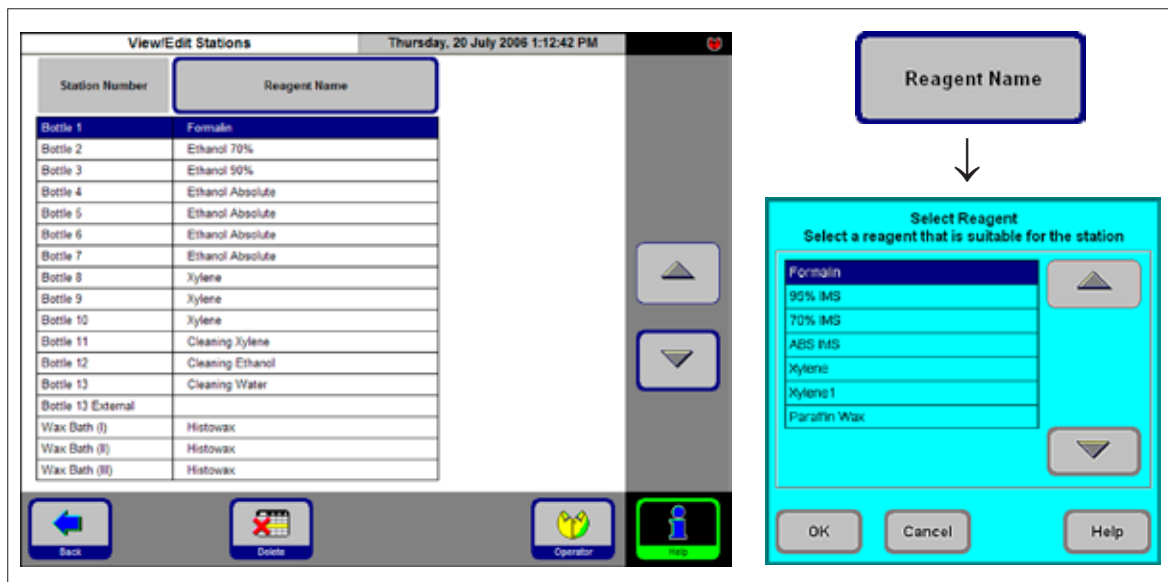 View/Edit Stations Thursday, 20 July 2006 1:12:42 PM
Station Number Reagent Name
Bottle 1 Formalin
Bottle 2 Ethanol 70%
Bottle 3 Ethanol 90%
Bottle 4 Ethanol Absolute
Bottle 5 Ethanol Absolute
Bottle 6 Ethanol Absolute
Bottle 7 Ethanol Absolute
Bottle 8 Xylene
Bottle 9 Xylene
Bottle 10 Xylene
Bottle 11 Cleaning Xylene
Bottle 12 Cleaning Ethanol
Bottle 13 Cleaning Water
Bottle 13 External
Wax Bath (I) Histowax
Wax Bath (II) Histowax
Wax Bath (III) Histowax
Back Delete Operator Help
Reagent Name
Select Reagent
Select a reagent that is suitable for the station
Formalin
95% IMS
70% IMS
ABS IMS
Xylene
Xylene1
Paraffin Wax
OK Cancel Help